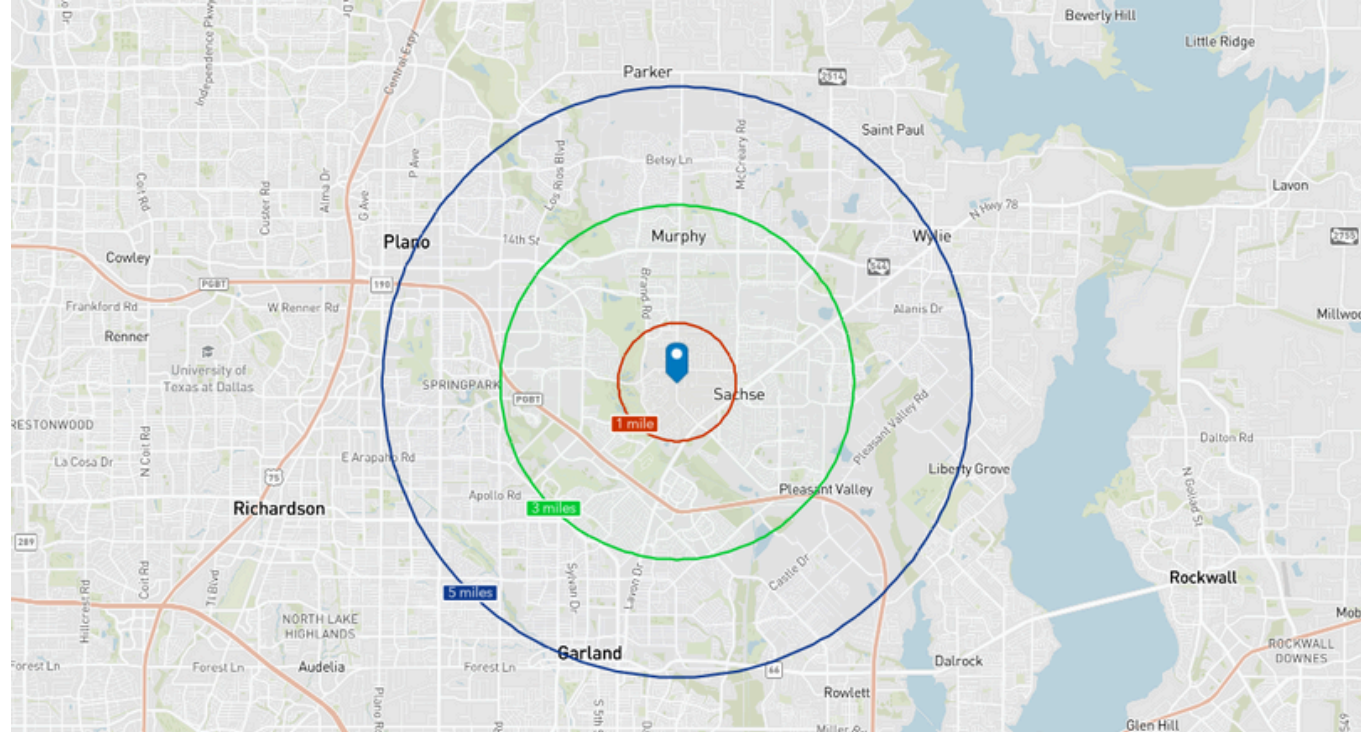 Beverly Hill
Little Ridge
Independence Pkwy
Central Expy
Parker
2514
Saint Paul
P Ave
Los Rios Blvd
Betsy Ln
McCreary Rd
Coit Rd
Custer Rd
Alma Dr
G Ave
Lavon
N Hwy 78
Plano
14th St
Murphy
Wylie
2755
Cowley
544
PGBT
190
Brand Rd
Frankford Rd
W Renner Rd
Alanis Dr
Renner
University of
Texas at Dallas
SPRINGPARK
PGBT
Sachse
RESTONWOOD
1 mile
Pleasant Valley Rd
N Coit Rd
La Cosa Dr
E Arapaho Rd
Dalton Rd
75
Liberty Grove
Apollo Rd
Pleasant Valley
N Goliad St
Richardson
3 miles
289
Hillcrest Rd
Coit Rd
TI Blvd
Sylvan Dr
Lavon Dr
Castle Dr
Rockwall
5 miles
NORTH LAKE
HIGHLANDS
Garland
ROCKWALL
DOWNES
Forest Ln
Forest Ln
Audelia
Forest Ln
66
Dalrock
Rowlett
S 5th
Glen Hill